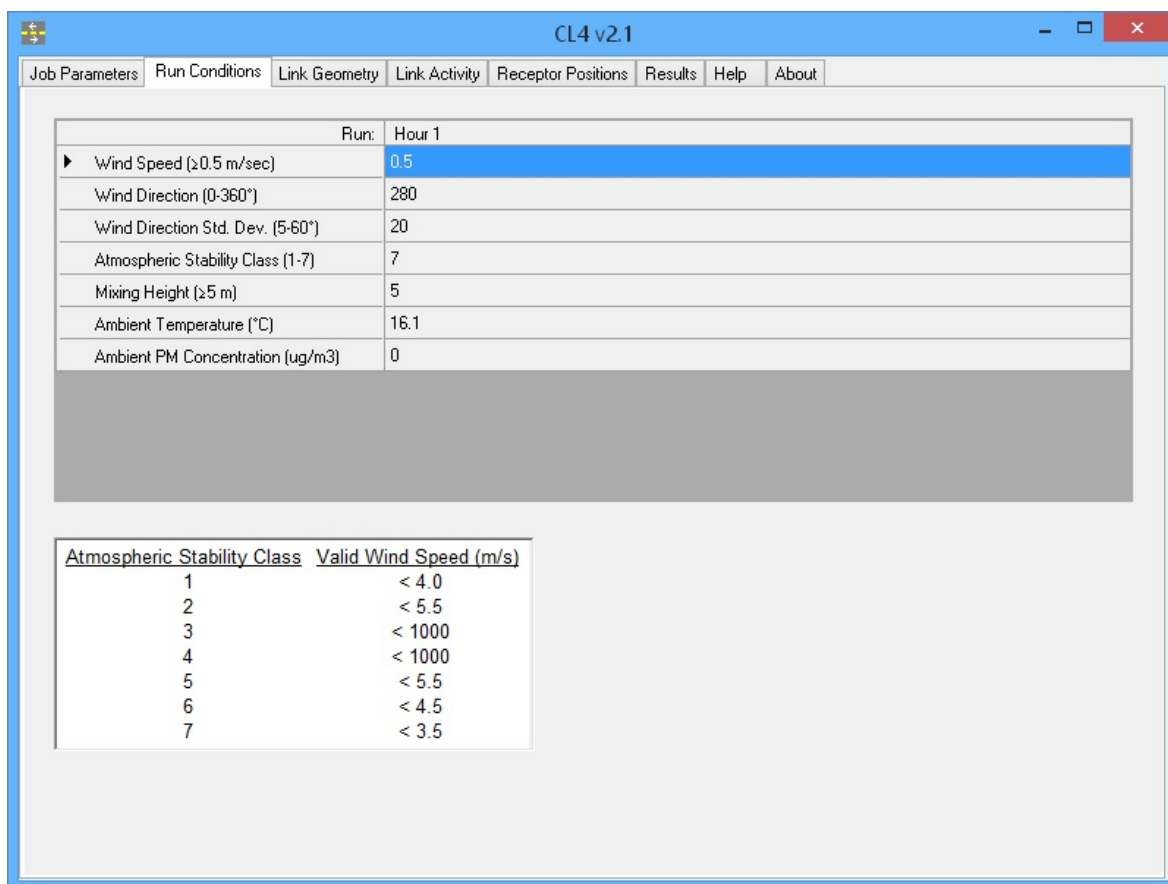 CL4 v2.1
Job Parameters Run Conditions Link Geometry Link Activity Receptor Positions Results Help About
Run: Hour 1
Wind Speed (≥0.5 m/sec) 0.5
Wind Direction (0-360°) 280
Wind Direction Std. Dev. (5-60°) 20
Atmospheric Stability Class (1-7) 7
Mixing Height (≥5 m) 5
Ambient Temperature (°C) 16.1
Ambient PM Concentration (ug/m3) 0
Atmospheric Stability Class Valid Wind Speed (m/s)
1 < 4.0
2 < 5.5
3 < 1000
4 < 1000
5 < 5.5
6 < 4.5
7 < 3.5